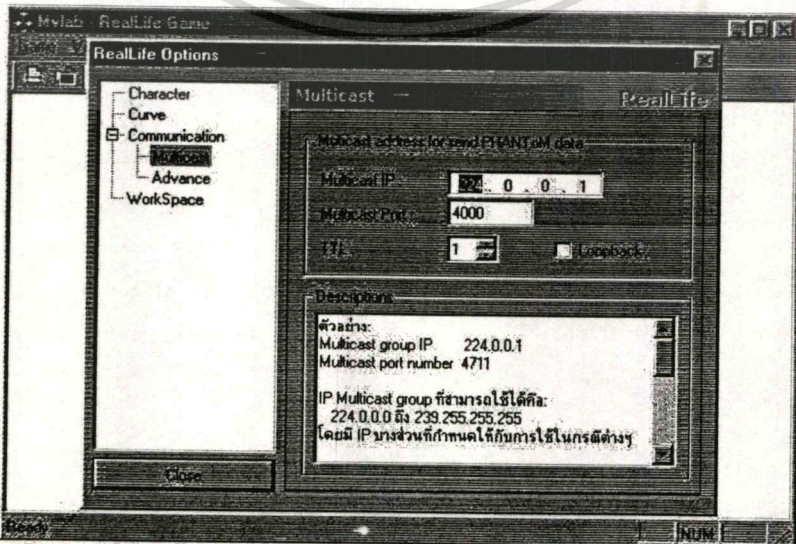 Mylab - RealLife Game
RealLife Options
Character
Curve
Communication
Multicast
Advance
WorkSpace
Close
Multicast
RealLife
Multicast address for send PHANToM data
Multicast IP :
224 . 0 . 0 . 1
Multicast Port :
4000
TTL :
1
Loopback
Descriptions
ตัวอย่าง:
Multicast group IP 224.0.0.1
Multicast port number 4711
IP Multicast group ที่สามารถใช้ได้คือ:
224.0.0.0 ถึง 239.255.255.255
โดยมี IP บางส่วนที่กำหนดให้กับการใช้ในกรณีต่างๆ
Ready
NUM